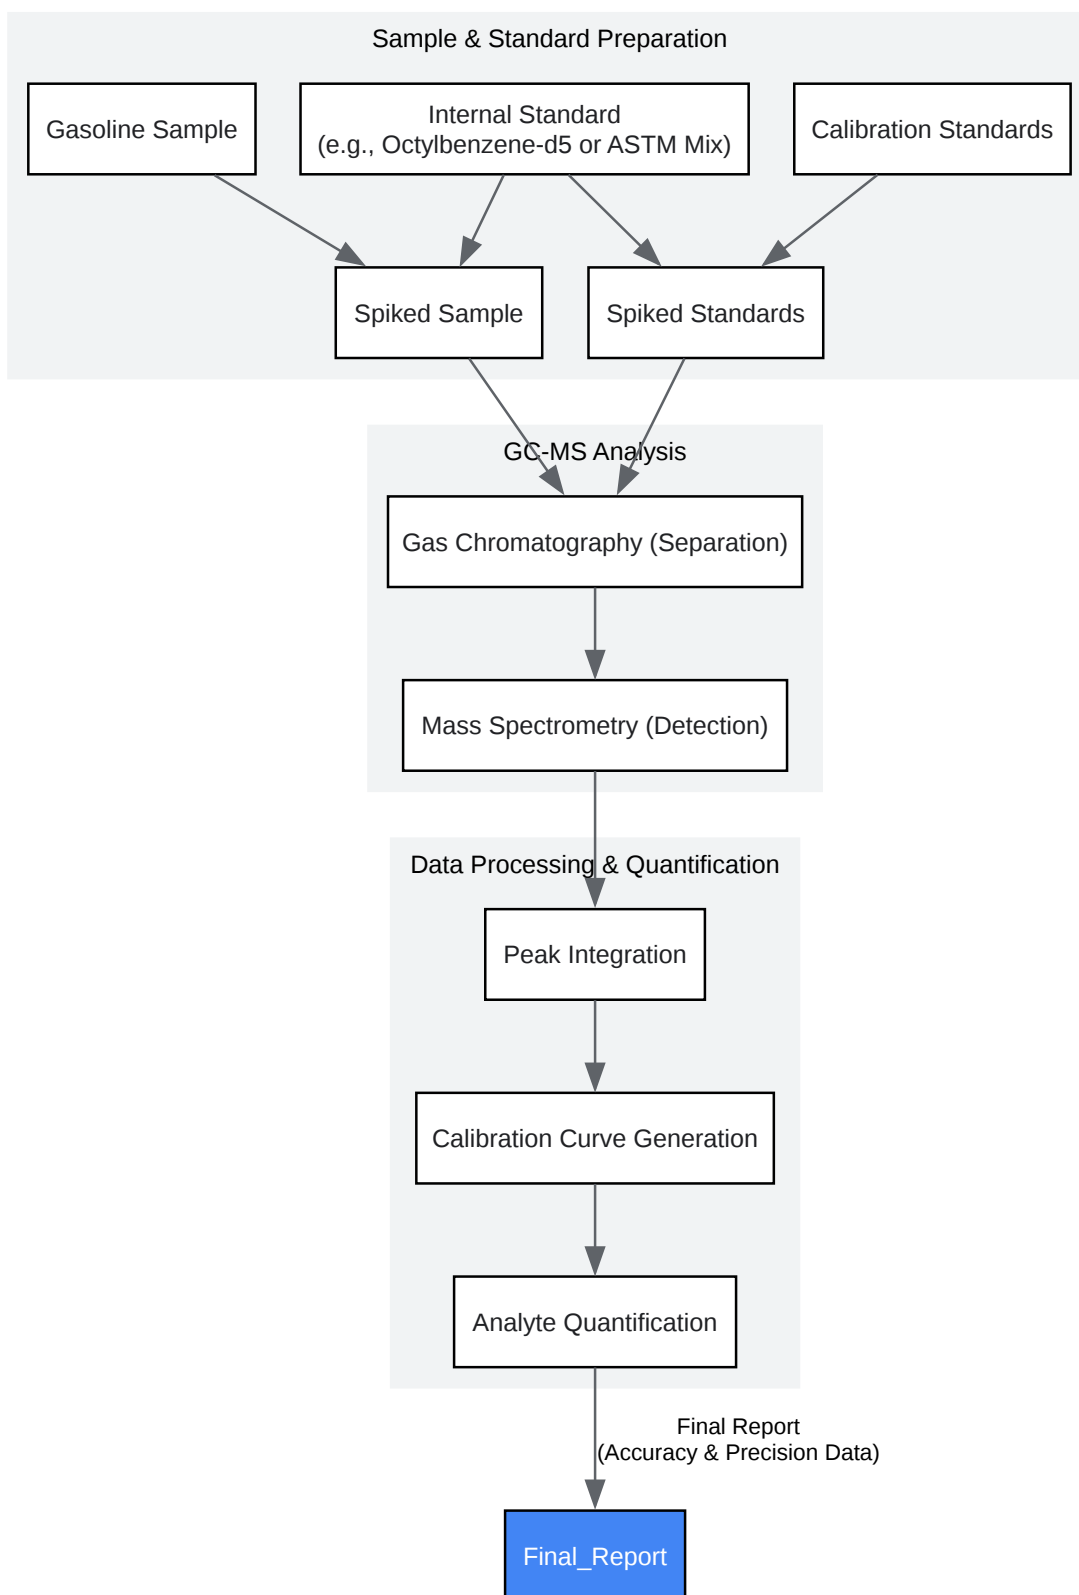 Sample & Standard Preparation
Gasoline Sample
Internal Standard
(e.g., Octylbenzene-d5 or ASTM Mix)
Calibration Standards
Spiked Sample
Spiked Standards
GC-MS Analysis
Gas Chromatography (Separation)
Mass Spectrometry (Detection)
Data Processing & Quantification
Peak Integration
Calibration Curve Generation
Analyte Quantification
Final Report
(Accuracy & Precision Data)
Final_Report